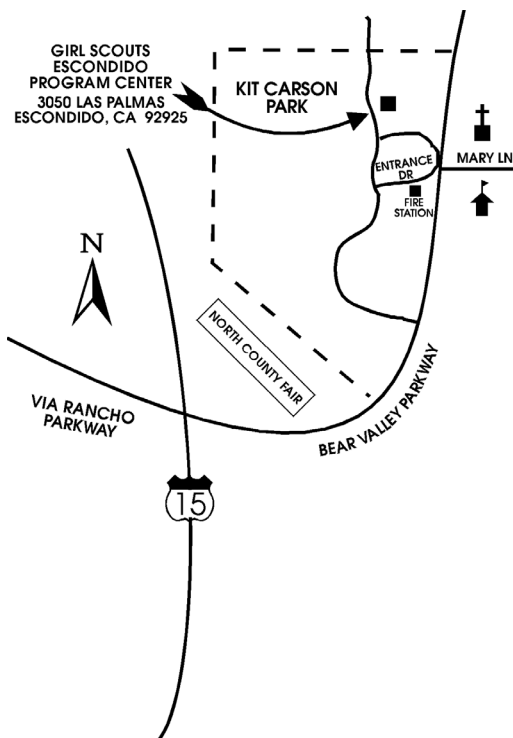 GIRL SCOUTS
ESCONDIDO
PROGRAM CENTER
3050 LAS PALMAS
ESCONDIDO, CA 92925
KIT CARSON
PARK
ENTRANCE
DR
MARY LN
FIRE
STATION
N
NORTH COUNTY FAIR
VIA RANCHO
PARKWAY
BEAR VALLEY PARKWAY
15